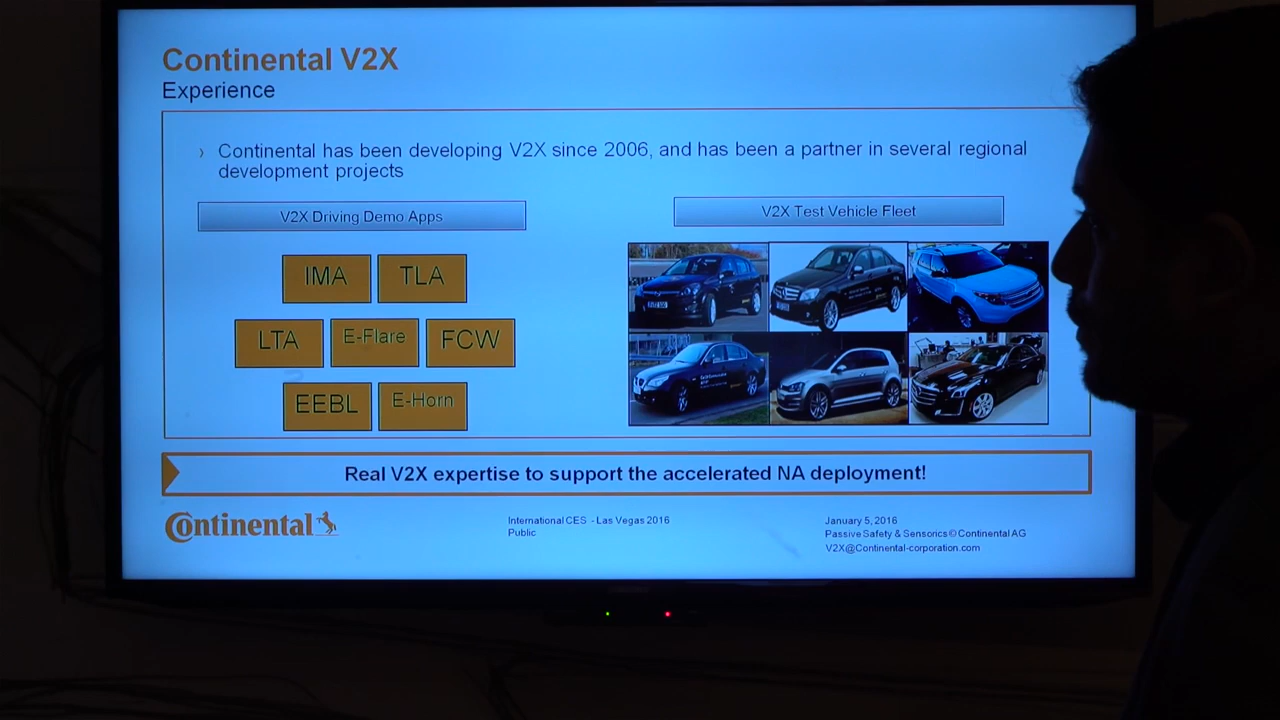 Continental V2X
Experience
› Continental has been developing V2X since 2006, and has been a partner in several regional
development projects
V2X Driving Demo Apps
V2X Test Vehicle Fleet
IMA
TLA
LTA
E-Flare
FCW
EEBL
E-Horn
Real V2X expertise to support the accelerated NA deployment!
Continental
International CES - Las Vegas 2016
Public
January 5, 2016
Passive Safety & Sensorics © Continental AG
V2X@Continental-corporation.com